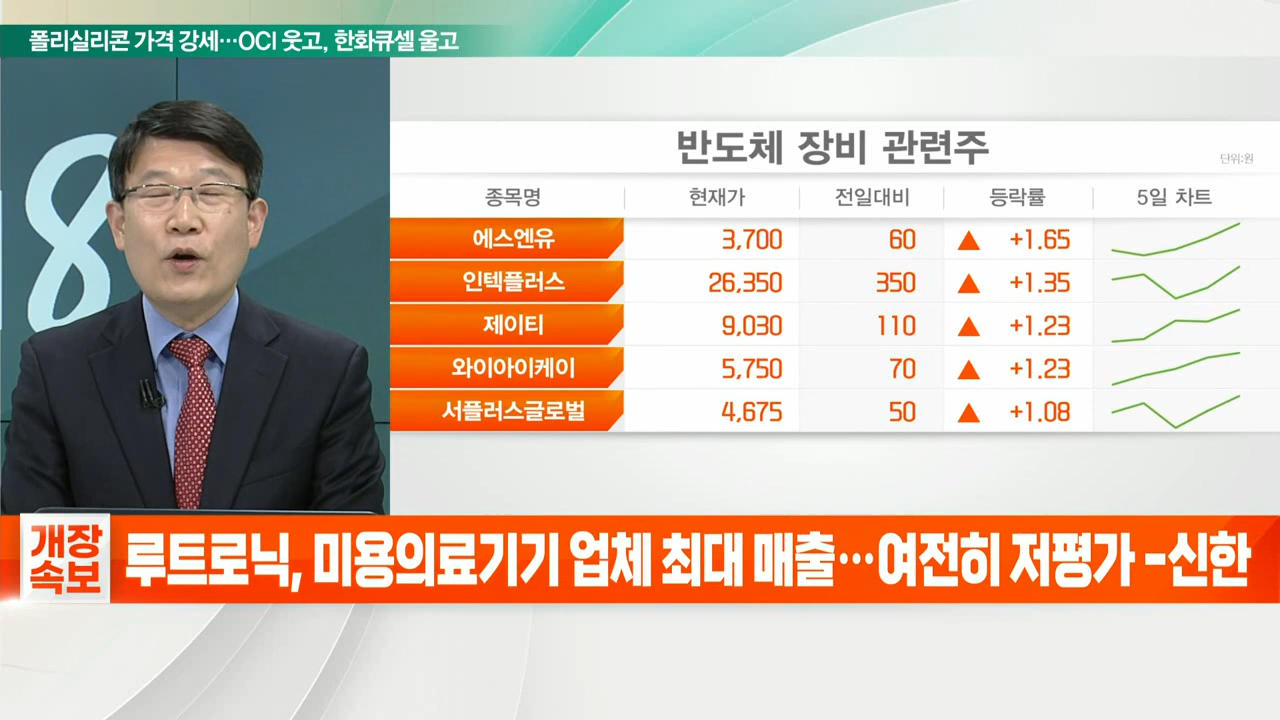 폴리실리콘 가격 강세…OCI 웃고, 한화큐셀 울고
8
반도체 장비 관련주
단위:원
종목명 현재가 전일대비 등락률 5일 차트
에스엔유 3,700 60 ▲ +1.65
인텍플러스 26,350 350 ▲ +1.35
제이티 9,030 110 ▲ +1.23
와이아이케이 5,750 70 ▲ +1.23
서플러스글로벌 4,675 50 ▲ +1.08
개장
속보
루트로닉, 미용의료기기 업체 최대 매출…여전히 저평가 -신한